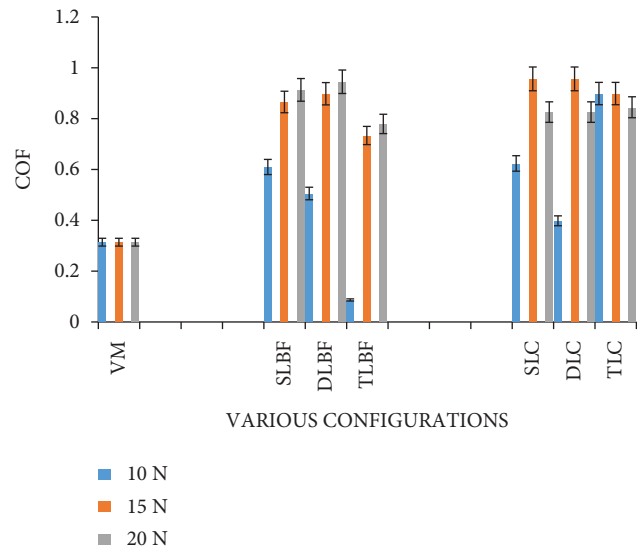 1.2
1
0.8
0.6
0.4
0.2
0
COF
VM
SLBF
DLBF
TLBF
SLC
DLC
TLC
VARIOUS CONFIGURATIONS
10 N
15 N
20 N